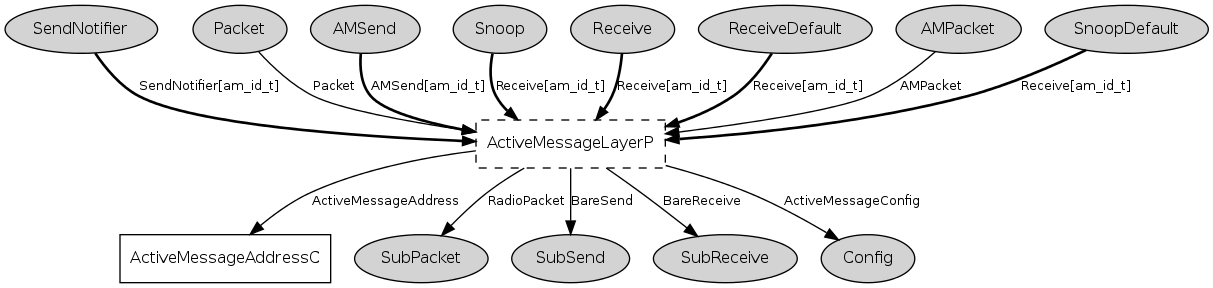 SendNotifier
Packet
AMSend
Snoop
Receive
ReceiveDefault
AMPacket
SnoopDefault
SendNotifier[am_id_t]
Packet
AMSend[am_id_t]
Receive[am_id_t]
Receive[am_id_t]
Receive[am_id_t]
AMPacket
Receive[am_id_t]
ActiveMessageLayerP
ActiveMessageAddress
RadioPacket
BareSend
BareReceive
ActiveMessageConfig
ActiveMessageAddressC
SubPacket
SubSend
SubReceive
Config